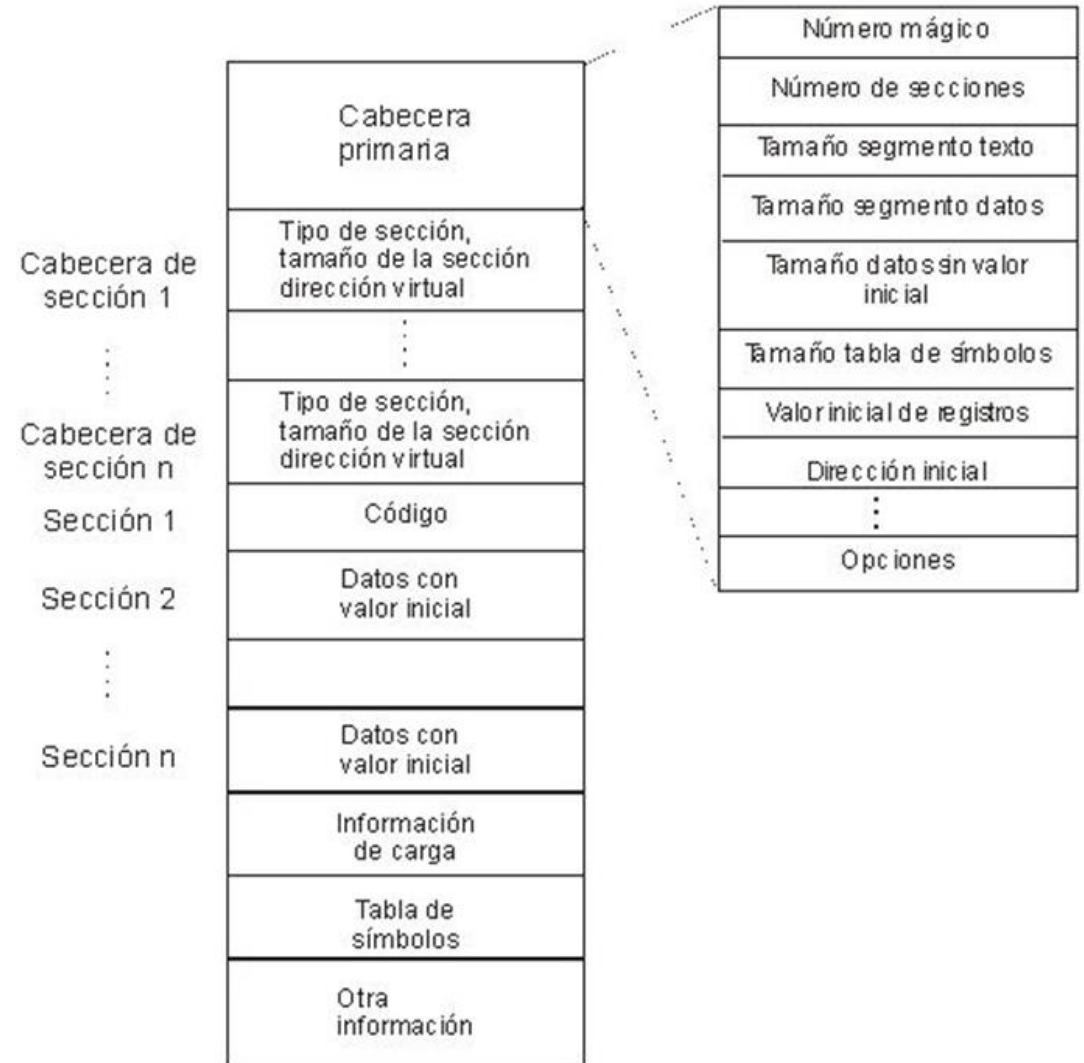 Cabecera
primaria
Cabecera de
sección 1
Tipo de sección,
tamaño de la sección
dirección virtual
Cabecera de
sección n
Tipo de sección,
tamaño de la sección
dirección virtual
Sección 1
Código
Sección 2
Datos con
valor inicial
Sección n
Datos con
valor inicial
Información
de carga
Tabla de
símbolos
Otra
información
Número mágico
Número de secciones
Tamaño segmento texto
Tamaño segmento datos
Tamaño datos sin valor
inicial
Tamaño tabla de símbolos
Valor inicial de registros
Dirección inicial
Opciones